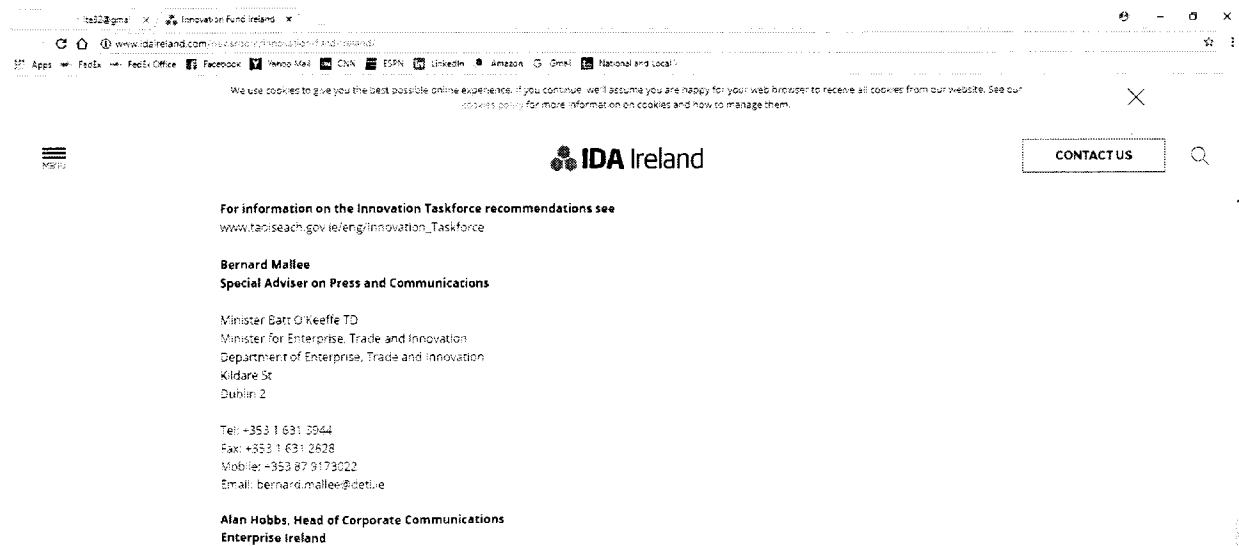 Innovation Fund Ireland
www.idaireland.com/newsroom/innovation-fund-ireland/
Apps FedEx FedEx Office Facebook Yahoo Mail CNN ESPN LinkedIn Amazon Gmail National and Local
We use cookies to give you the best possible online experience. If you continue, we'll assume you are happy for your web browser to receive all cookies from our website. See our
cookies policy for more information on cookies and how to manage them.
MENU
IDA Ireland
CONTACT US
For information on the Innovation Taskforce recommendations see
www.taoiseach.gov.ie/eng/Innovation_Taskforce
Bernard Mallee
Special Adviser on Press and Communications
Minister Batt O'Keeffe TD
Minister for Enterprise, Trade and Innovation
Department of Enterprise, Trade and Innovation
Kildare St
Dublin 2
Tel: +353 1 631 3944
Fax: +353 1 631 2828
Mobile: +353 87 9173022
Email: bernard.mallee@deti.ie
Alan Hobbs, Head of Corporate Communications
Enterprise Ireland